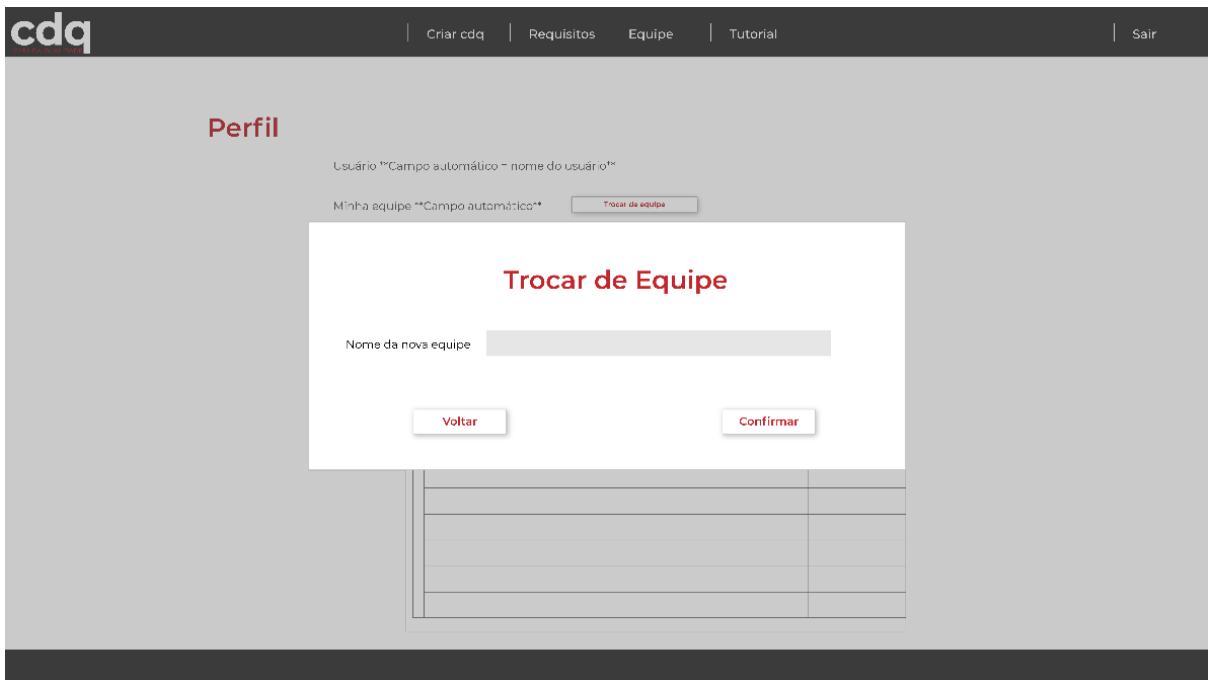 cdq
Criar cdq Requisitos Equipe Tutorial Sair
Perfil
Usuário **Campo automático = nome do usuário**
Minha equipe **Campo automático** Trocar de equipe
Trocar de Equipe
Nome da nova equipe
Voltar Confirmar